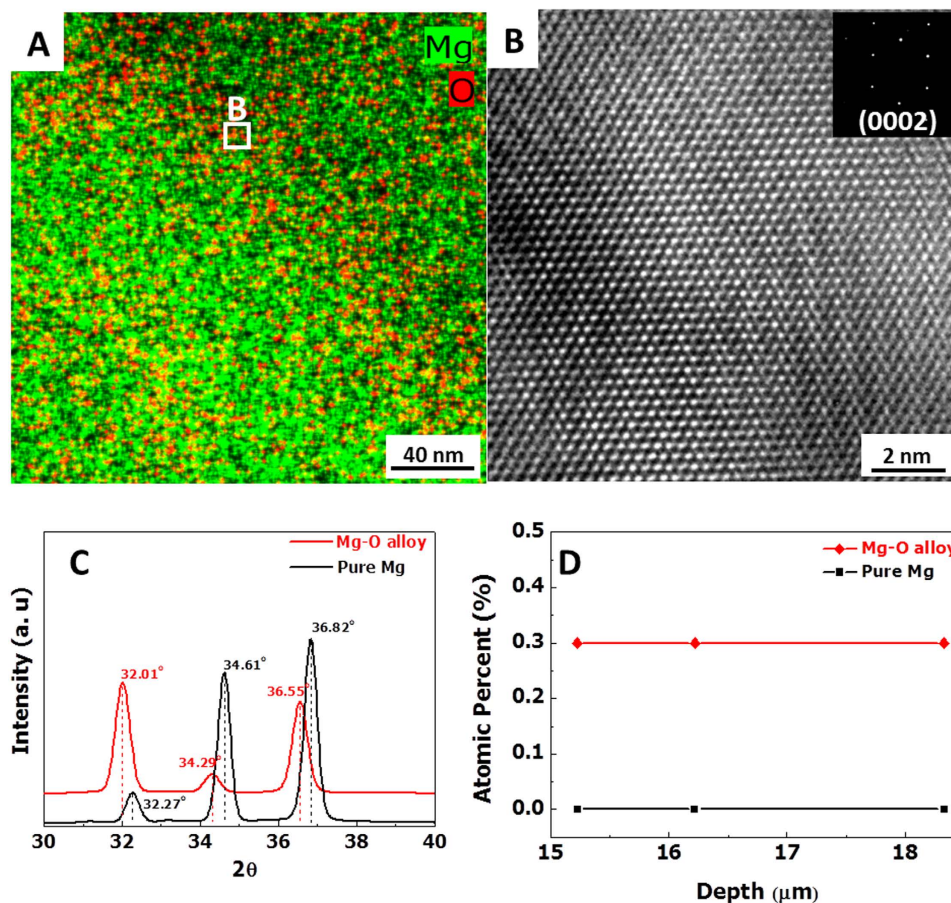 A
Mg
O
B
40 nm
B
(0002)
2 nm
C
Mg-O alloy
Pure Mg
36.82°
34.61°
32.01°
36.55°
34.29°
32.27°
Intensity (a. u)
30 32 34 36 38 40
2θ
D
Mg-O alloy
Pure Mg
0.5
0.4
0.3
0.2
0.1
0.0
Atomic Percent (%)
15 16 17 18
Depth (μm)